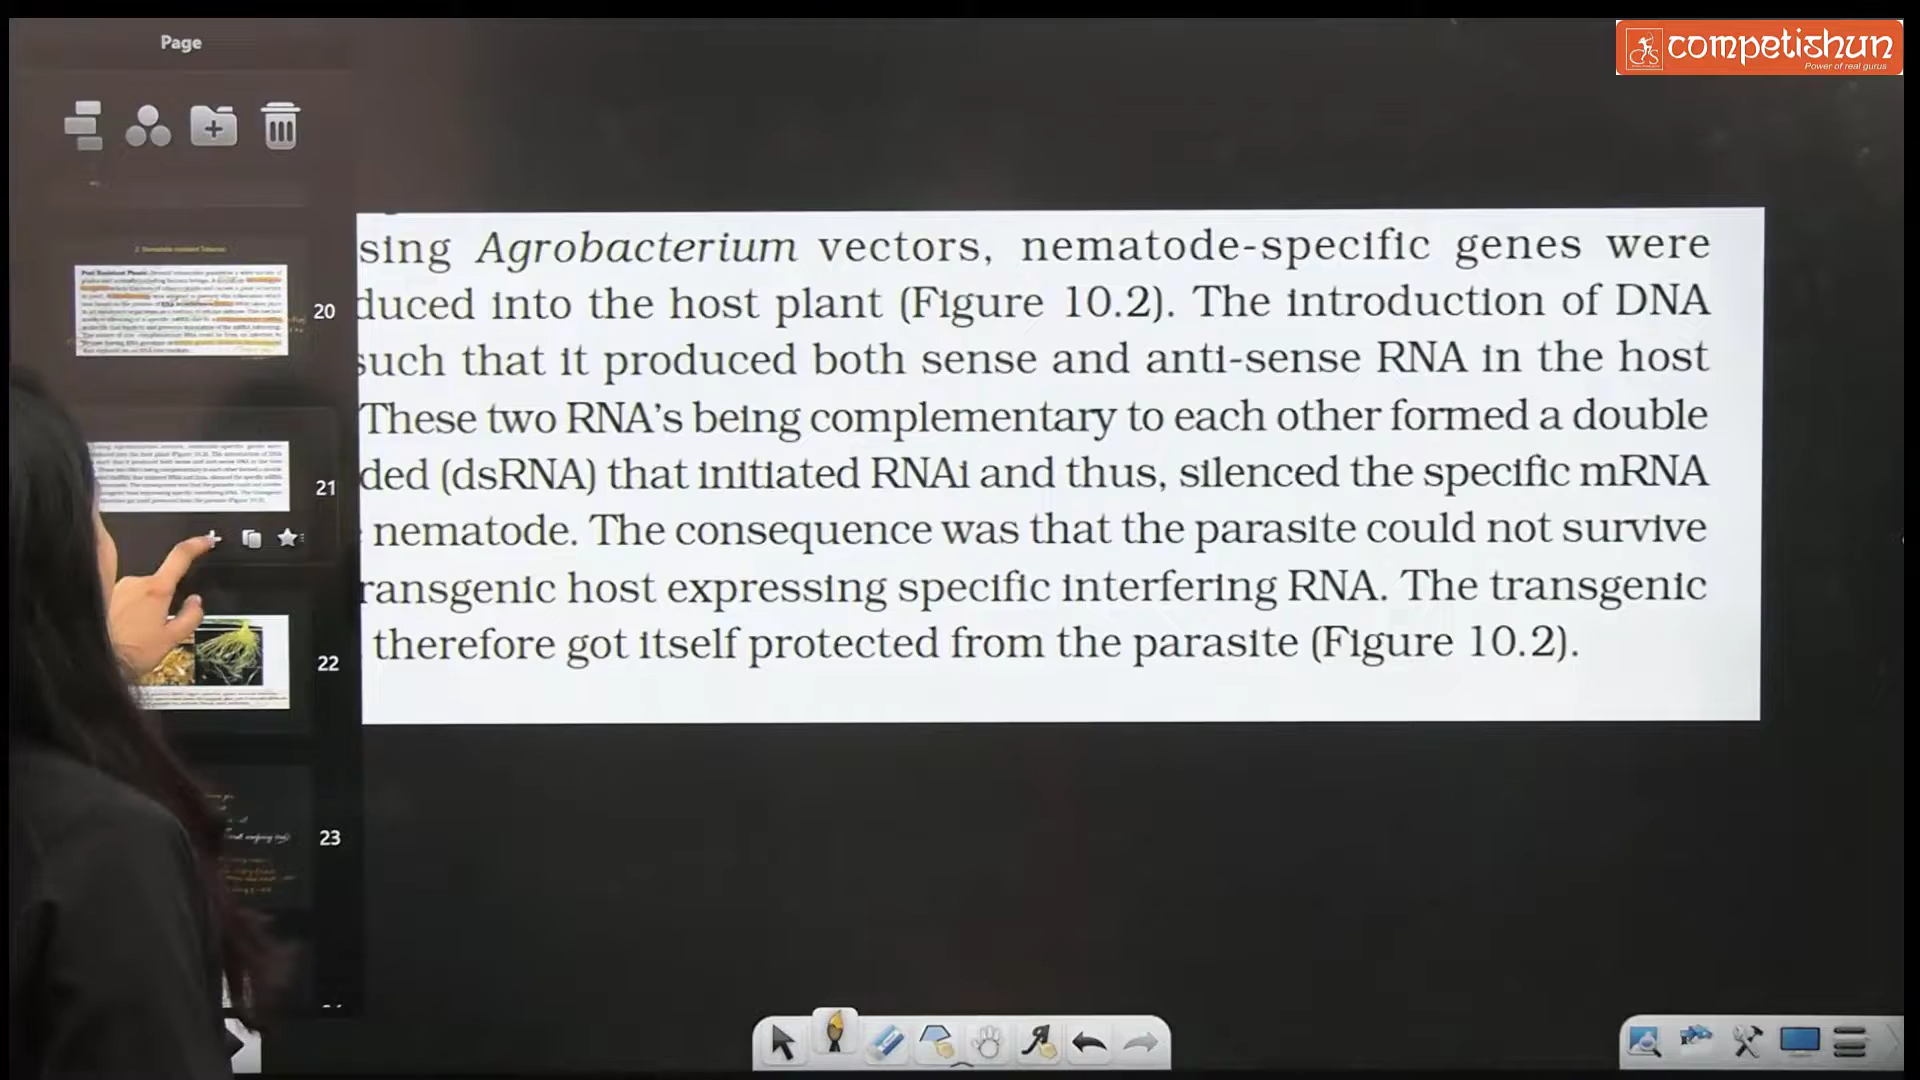 Page
competishun
Power of real gurus
20
21
22
23
sing Agrobacterium vectors, nematode-specific genes were
duced into the host plant (Figure 10.2). The introduction of DNA
such that it produced both sense and anti-sense RNA in the host
These two RNA's being complementary to each other formed a double
ded (dsRNA) that initiated RNAi and thus, silenced the specific mRNA
nematode. The consequence was that the parasite could not survive
ransgenic host expressing specific interfering RNA. The transgenic
therefore got itself protected from the parasite (Figure 10.2).